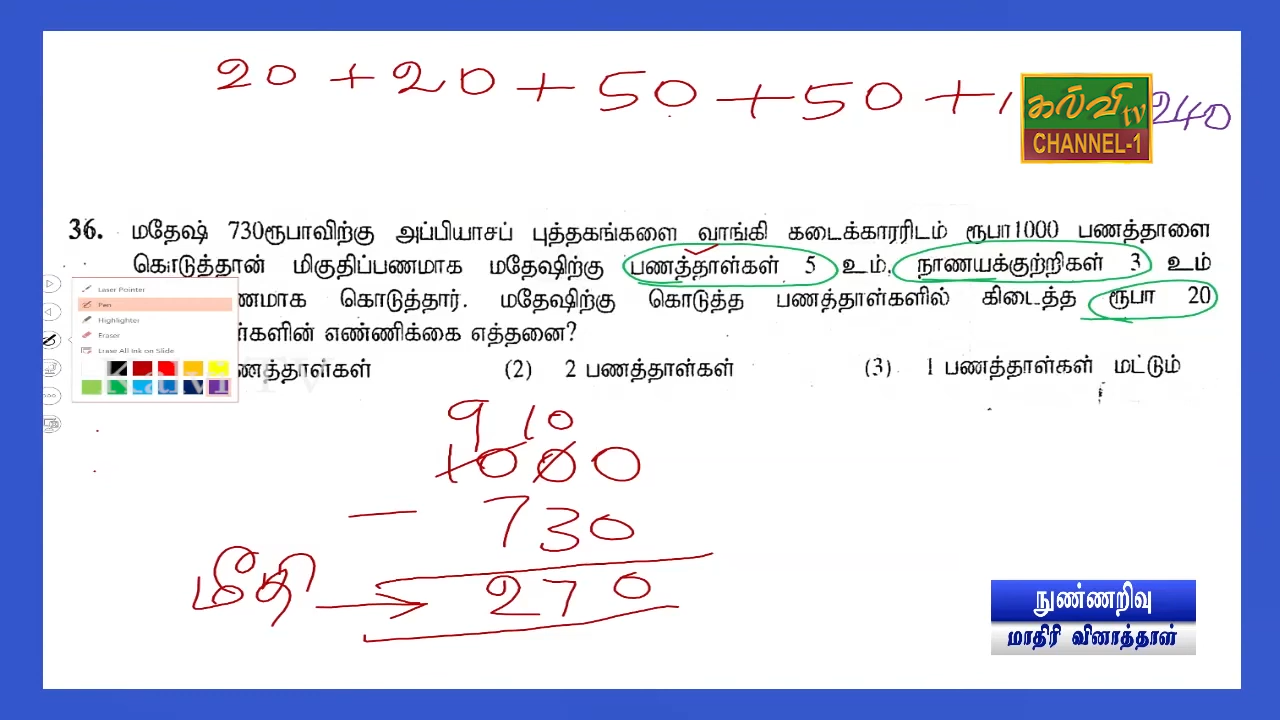 20 + 20 + 50 + 50 + 1
240
கல்வி tv
CHANNEL-1
36. மதேஷ் 730ரூபாவிற்கு அப்பியாசப் புத்தகங்களை வாங்கி கடைக்காரரிடம் ரூபா1000 பணத்தாளை
கொடுத்தான் மிகுதிப்பணமாக மதேஷிற்கு பணத்தாள்கள் 5 உம், நாணயக்குற்றிகள் 3 உம்
ணமாக கொடுத்தார். மதேஷிற்கு கொடுத்த பணத்தாள்களில் கிடைத்த ரூபா 20
ள்களின் எண்ணிக்கை எத்தனை?
ணத்தாள்கள் (2) 2 பணத்தாள்கள் (3) 1 பணத்தாள்கள் மட்டும்
Laser Pointer
Pen
Highlighter
Eraser
Erase All Ink on Slide
9 10
1000
— 730
மீதி → 270
நுண்ணறிவு
மாதிரி வினாத்தாள்